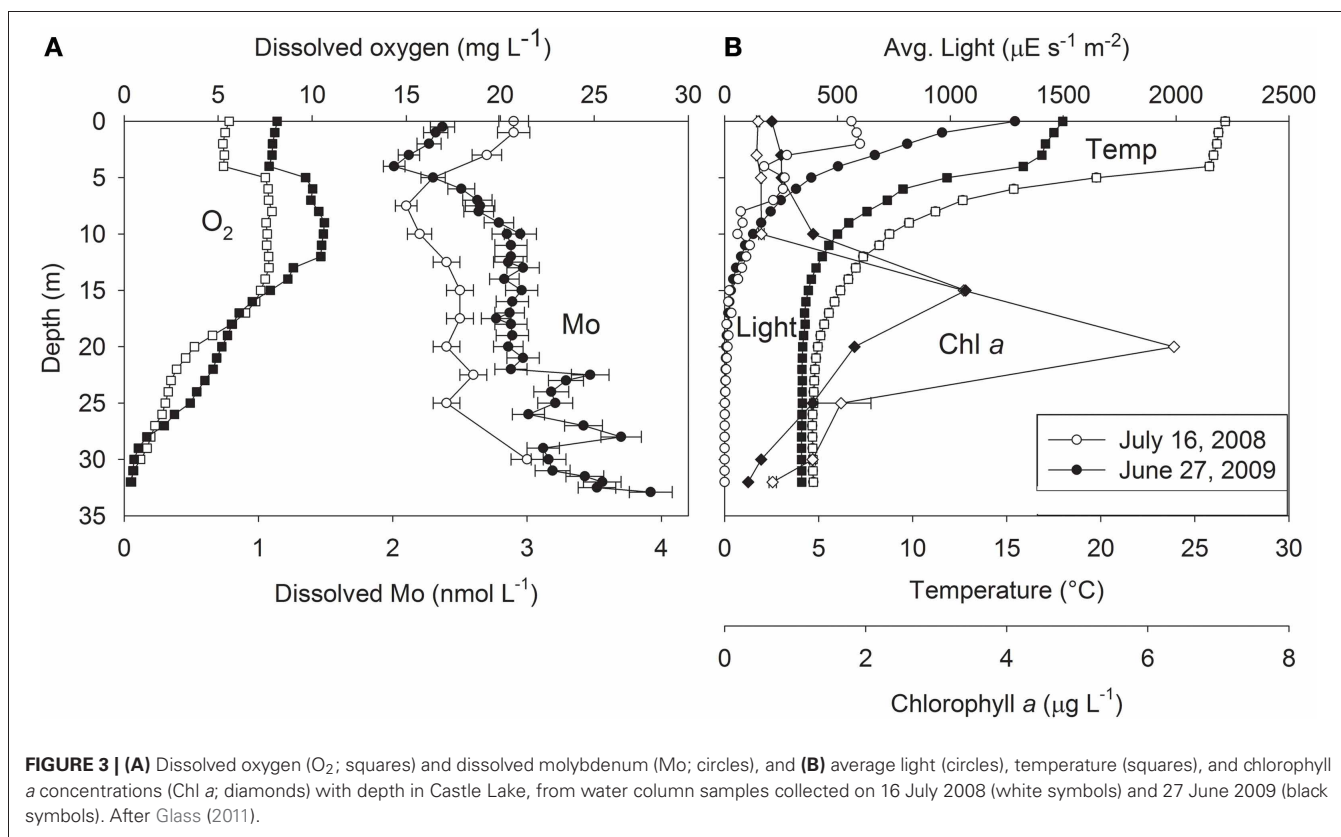 A
Dissolved oxygen (mg L-1)
0 5 10 15 20 25 30
0
5
10
15
20
25
30
35
Depth (m)
O2
Mo
0 1 2 3 4
Dissolved Mo (nmol L-1)
B
Avg. Light (μE s-1 m-2)
0 500 1000 1500 2000 2500
Temp
Light
Chl a
July 16, 2008
June 27, 2009
0 5 10 15 20 25 30
Temperature (°C)
0 2 4 6 8
Chlorophyll a (μg L-1)
FIGURE 3 | (A) Dissolved oxygen (O2; squares) and dissolved molybdenum (Mo; circles), and (B) average light (circles), temperature (squares), and chlorophyll
a concentrations (Chl a; diamonds) with depth in Castle Lake, from water column samples collected on 16 July 2008 (white symbols) and 27 June 2009 (black
symbols). After Glass (2011).